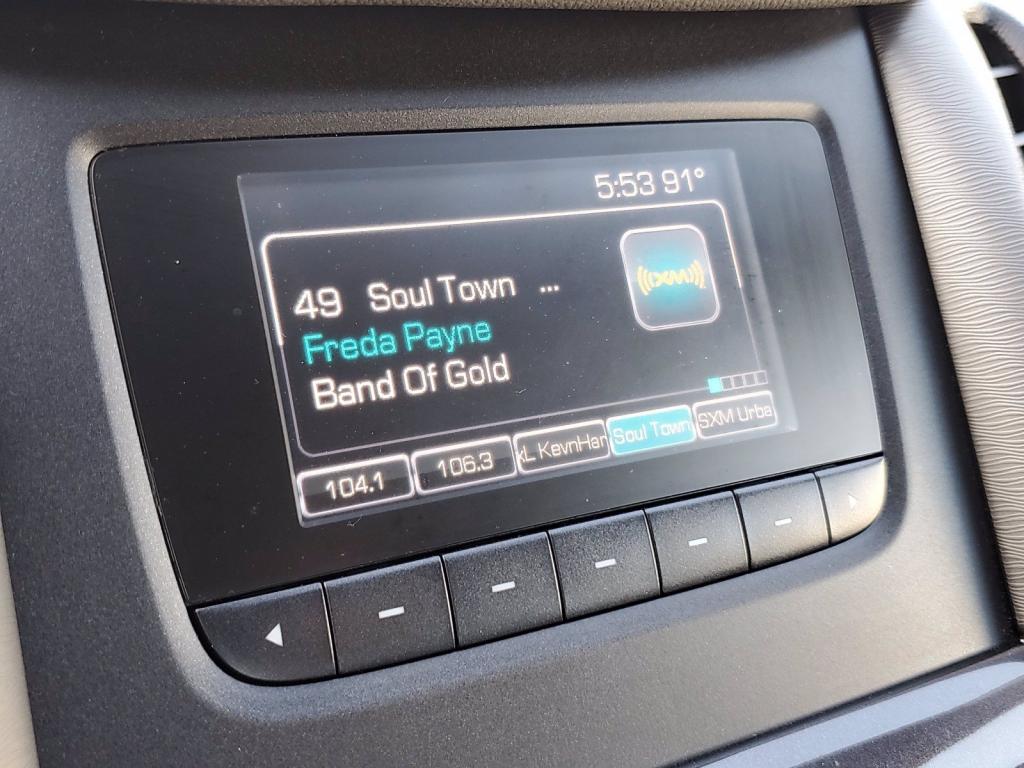 5:53 91°
49 Soul Town ...
((XM))
Freda Payne
Band Of Gold
104.1 106.3 xL KevnHar Soul Town SXM Urba